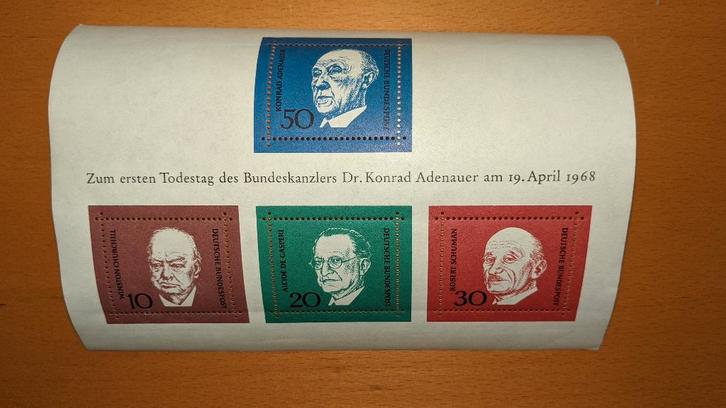 KONRAD ADENAUER
50
DEUTSCHE BUNDESPOST
Zum ersten Todestag des Bundeskanzlers Dr. Konrad Adenauer am 19. April 1968
WINSTON CHURCHILL
10
DEUTSCHE BUNDESPOST
ALCIDE DE GASPERI
20
DEUTSCHE BUNDESPOST
ROBERT SCHUMAN
30
DEUTSCHE BUNDESPOST